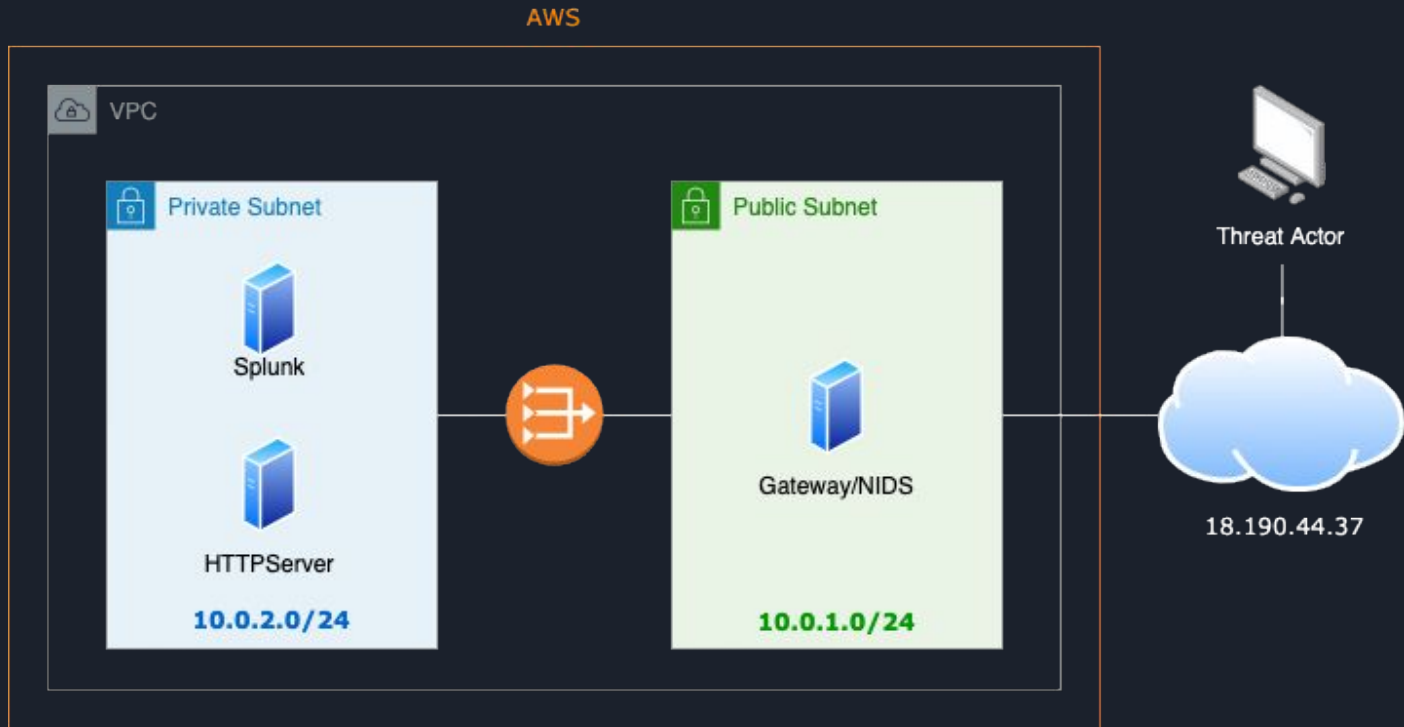 AWS
VPC
Private Subnet
Splunk
HTTPServer
10.0.2.0/24
Public Subnet
Gateway/NIDS
10.0.1.0/24
Threat Actor
18.190.44.37